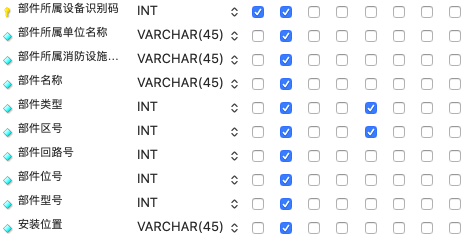 部件所属设备识别码 INT
部件所属单位名称 VARCHAR(45)
部件所属消防设施... VARCHAR(45)
部件名称 VARCHAR(45)
部件类型 INT
部件区号 INT
部件回路号 INT
部件位号 INT
部件型号 INT
安装位置 VARCHAR(45)